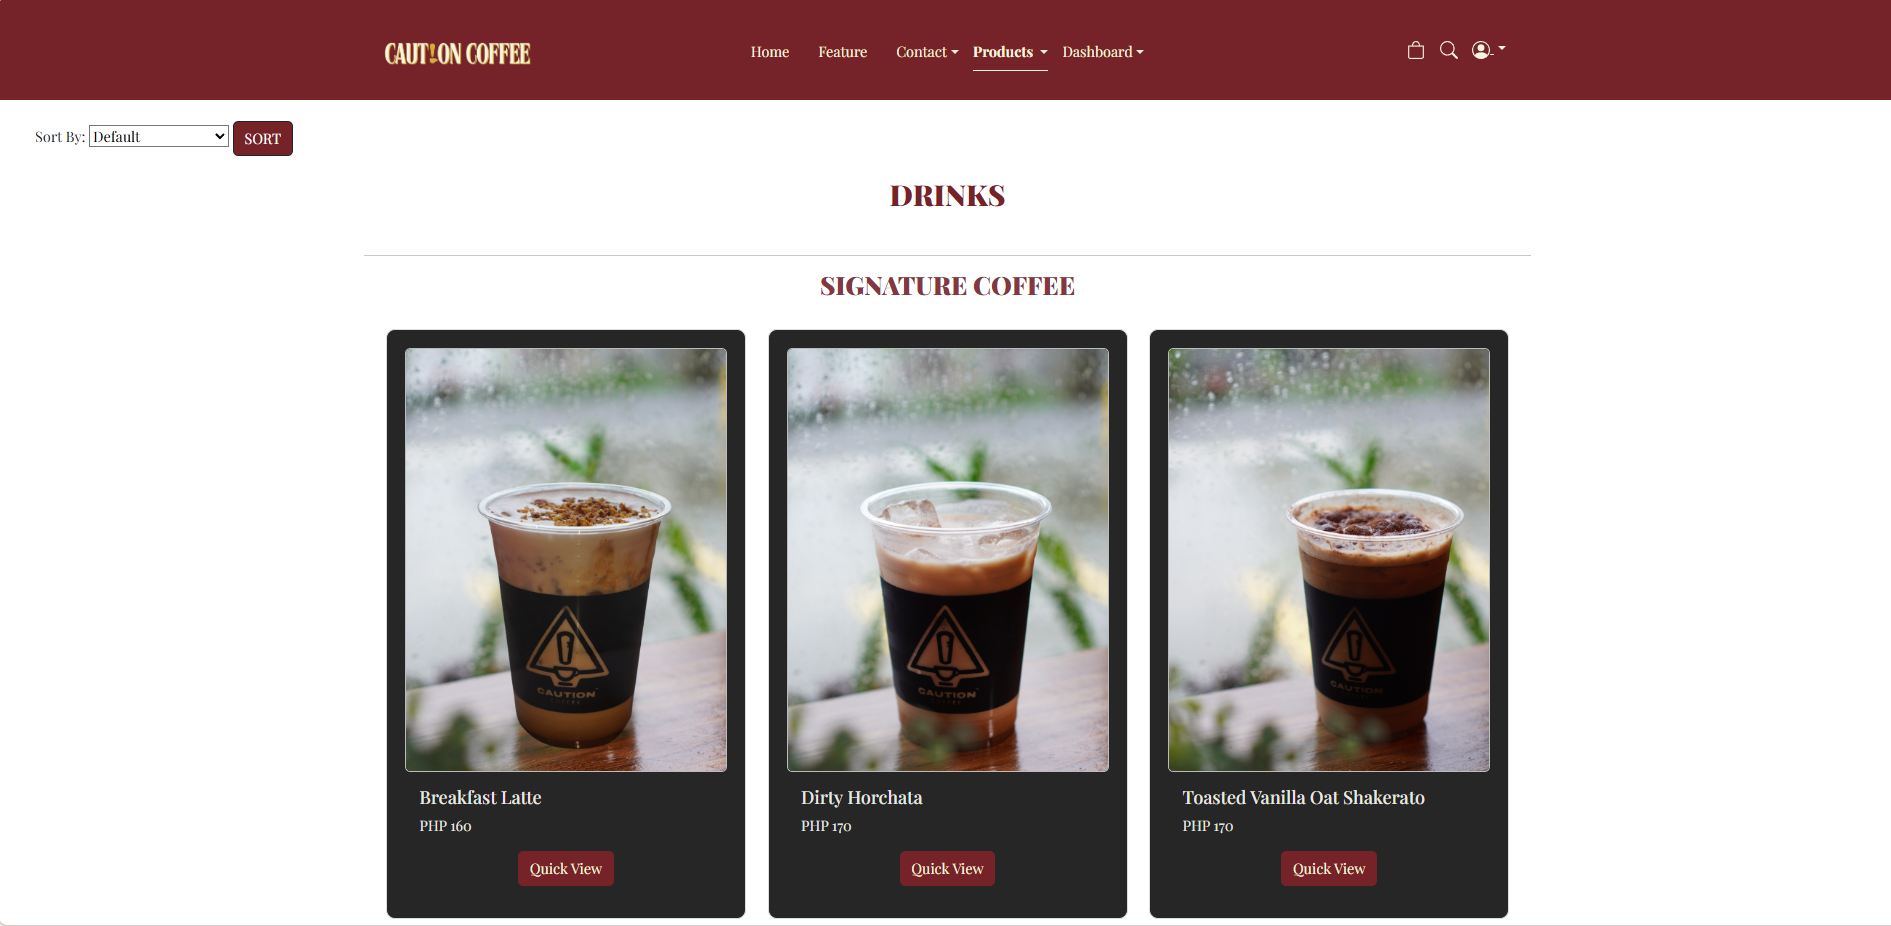 CAUT!ON COFFEE
Home Feature Contact Products Dashboard
Sort By: Default SORT
DRINKS
SIGNATURE COFFEE
CAUTION
COFFEE
CAUTION
COFFEE
CAUTION
Breakfast Latte
PHP 160
Quick View
Dirty Horchata
PHP 170
Quick View
Toasted Vanilla Oat Shakerato
PHP 170
Quick View